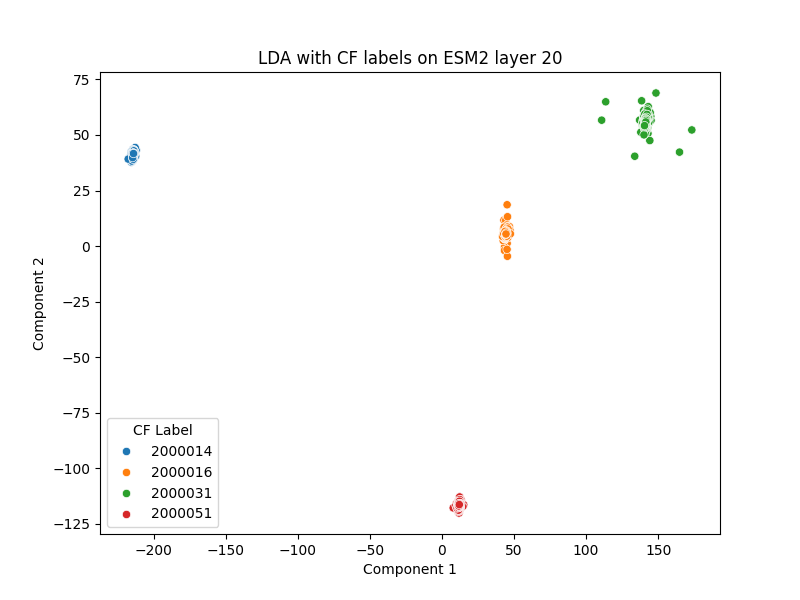 LDA with CF labels on ESM2 layer 20
75
50
25
0
−25
−50
−75
−100
−125
Component 2
CF Label
2000014
2000016
2000031
2000051
−200 −150 −100 −50 0 50 100 150
Component 1